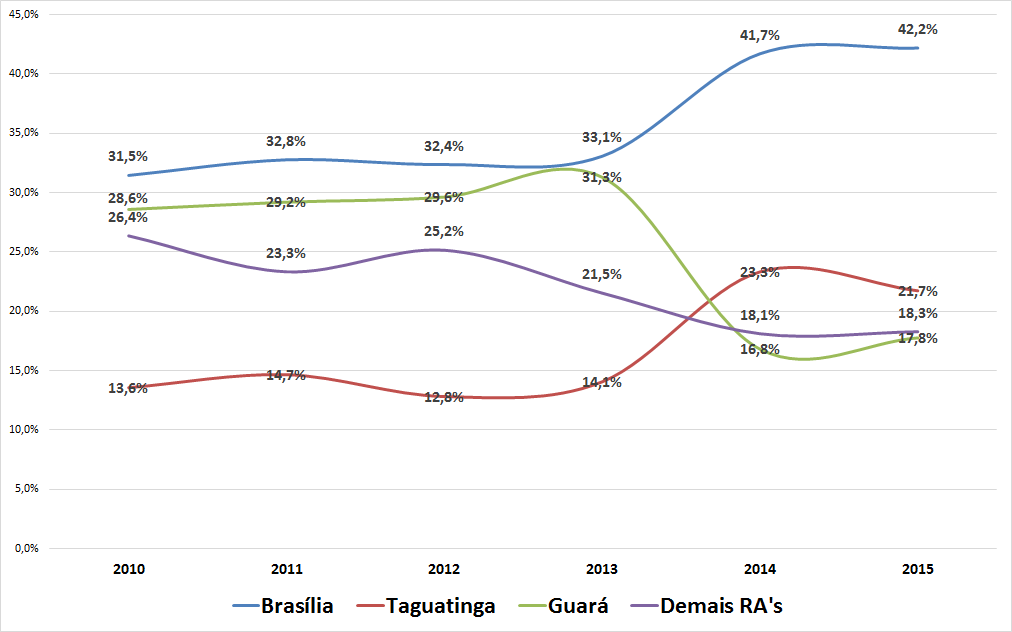 45,0%
40,0%
35,0%
30,0%
25,0%
20,0%
15,0%
10,0%
5,0%
0,0%
31,5% 32,8% 32,4% 33,1% 41,7% 42,2%
28,6% 29,2% 29,6% 31,3% 16,8% 17,8%
26,4% 23,3% 25,2% 21,5% 18,1% 18,3%
13,6% 14,7% 12,8% 14,1% 23,3% 21,7%
2010 2011 2012 2013 2014 2015
Brasília Taguatinga Guará Demais RA's